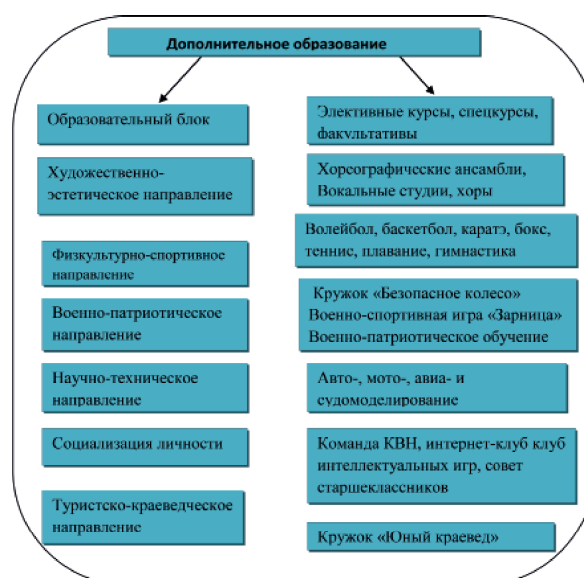 Дополнительное образование
Образовательный блок
Элективные курсы, спецкурсы,
факультативы
Художественно-
эстетическое направление
Хореографические ансамбли,
Вокальные студии, хоры
Физкультурно-спортивное
направление
Волейбол, баскетбол, каратэ, бокс,
теннис, плавание, гимнастика
Военно-патриотическое
направление
Кружок «Безопасное колесо»
Военно-спортивная игра «Зарница»
Военно-патриотическое обучение
Научно-техническое
направление
Авто-, мото-, авиа- и
судомоделирование
Социализация личности
Команда КВН, интернет-клуб клуб
интеллектуальных игр, совет
старшеклассников
Туристско-краеведческое
направление
Кружок «Юный краевед»